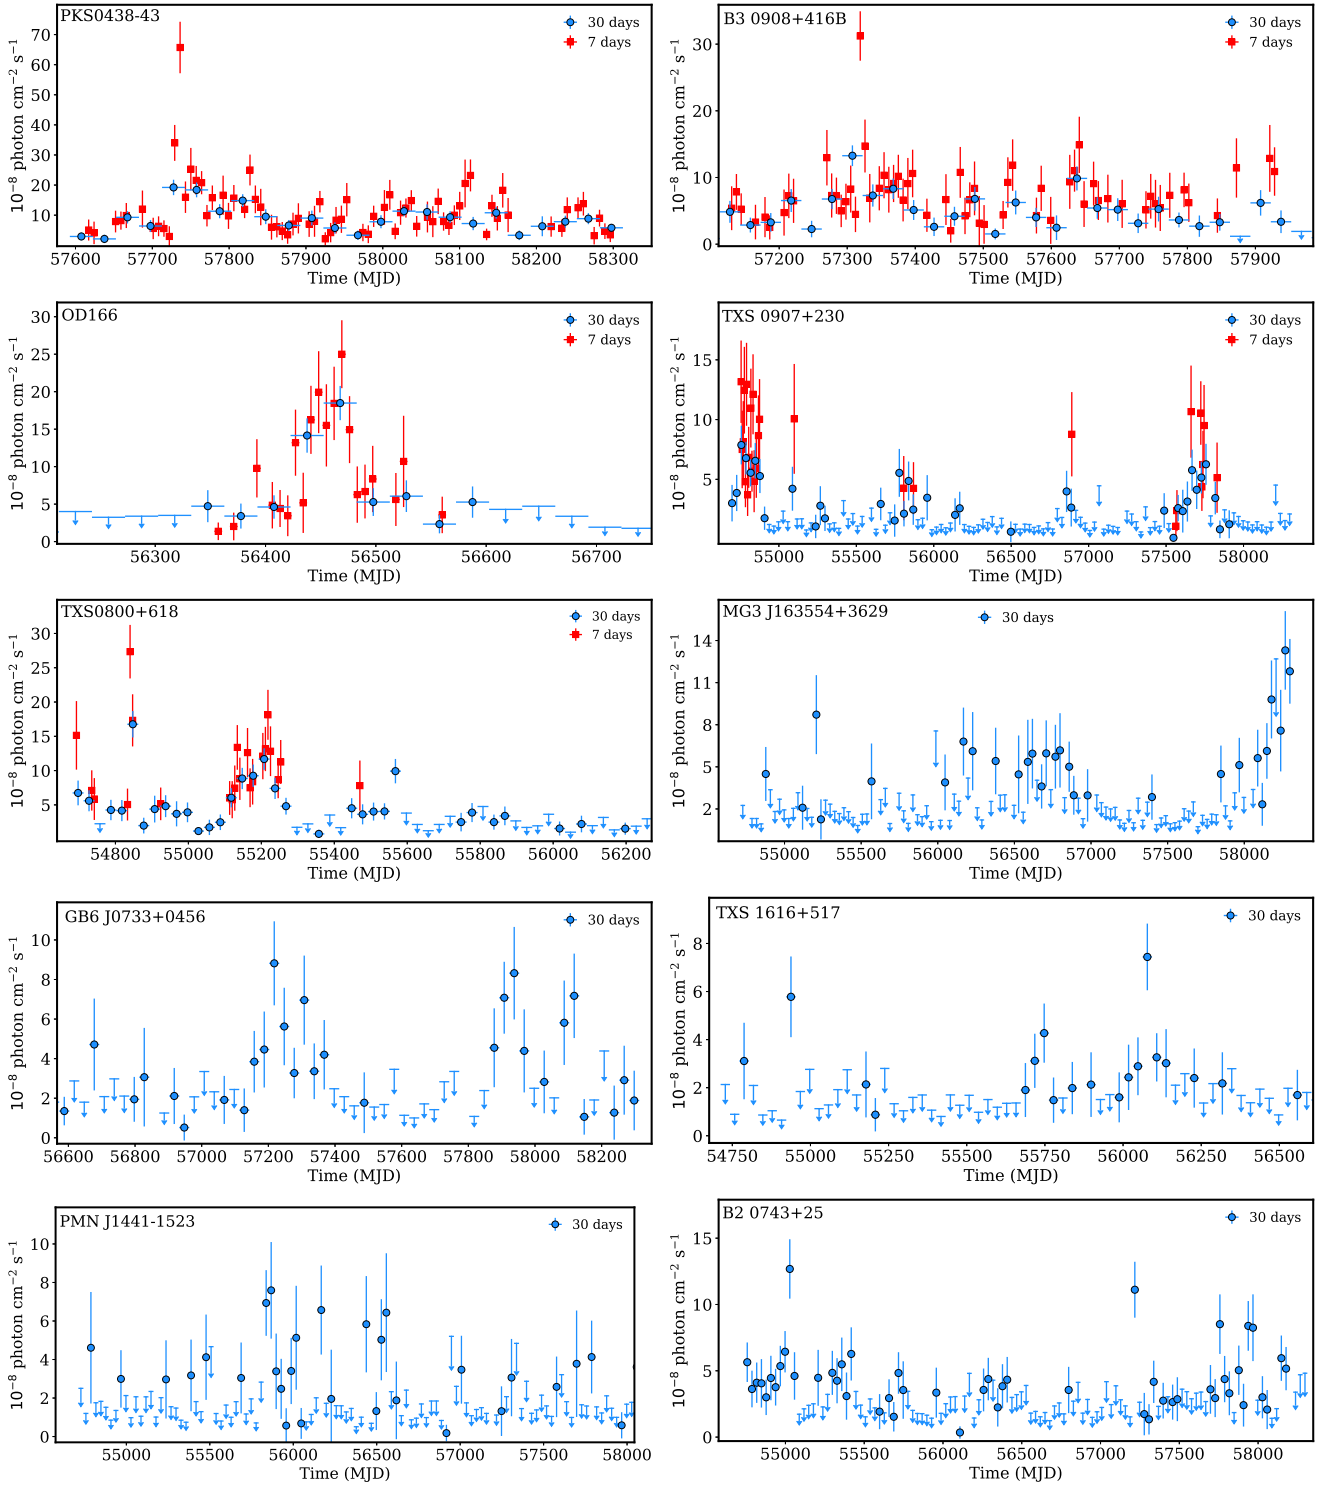 PKS0438-43
30 days
7 days
10⁻⁸ photon cm⁻² s⁻¹
70
60
50
40
30
20
10
57600 57700 57800 57900 58000 58100 58200 58300
Time (MJD)
B3 0908+416B
30 days
7 days
10⁻⁸ photon cm⁻² s⁻¹
30
20
10
0
57200 57300 57400 57500 57600 57700 57800 57900
Time (MJD)
OD166
30 days
7 days
10⁻⁸ photon cm⁻² s⁻¹
30
25
20
15
10
5
0
56300 56400 56500 56600 56700
Time (MJD)
TXS 0907+230
30 days
7 days
10⁻⁸ photon cm⁻² s⁻¹
15
10
5
0
55000 55500 56000 56500 57000 57500 58000
Time (MJD)
TXS0800+618
30 days
7 days
10⁻⁸ photon cm⁻² s⁻¹
30
25
20
15
10
5
0
54800 55000 55200 55400 55600 55800 56000 56200
Time (MJD)
MG3 J163554+3629
30 days
10⁻⁸ photon cm⁻² s⁻¹
14
10
6
2
55000 55500 56000 56500 57000 57500 58000
Time (MJD)
GB6 J0733+0456
30 days
10⁻⁸ photon cm⁻² s⁻¹
10
8
6
4
2
0
56600 56800 57000 57200 57400 57600 57800 58000 58200
Time (MJD)
TXS 1616+517
30 days
10⁻⁸ photon cm⁻² s⁻¹
8
6
4
2
0
54750 55000 55250 55500 55750 56000 56250 56500
Time (MJD)
PMN J1441-1523
30 days
10⁻⁸ photon cm⁻² s⁻¹
10
8
6
4
2
0
55000 55500 56000 56500 57000 57500 58000
Time (MJD)
B2 0743+25
30 days
10⁻⁸ photon cm⁻² s⁻¹
15
10
5
0
55000 55500 56000 56500 57000 57500 58000
Time (MJD)